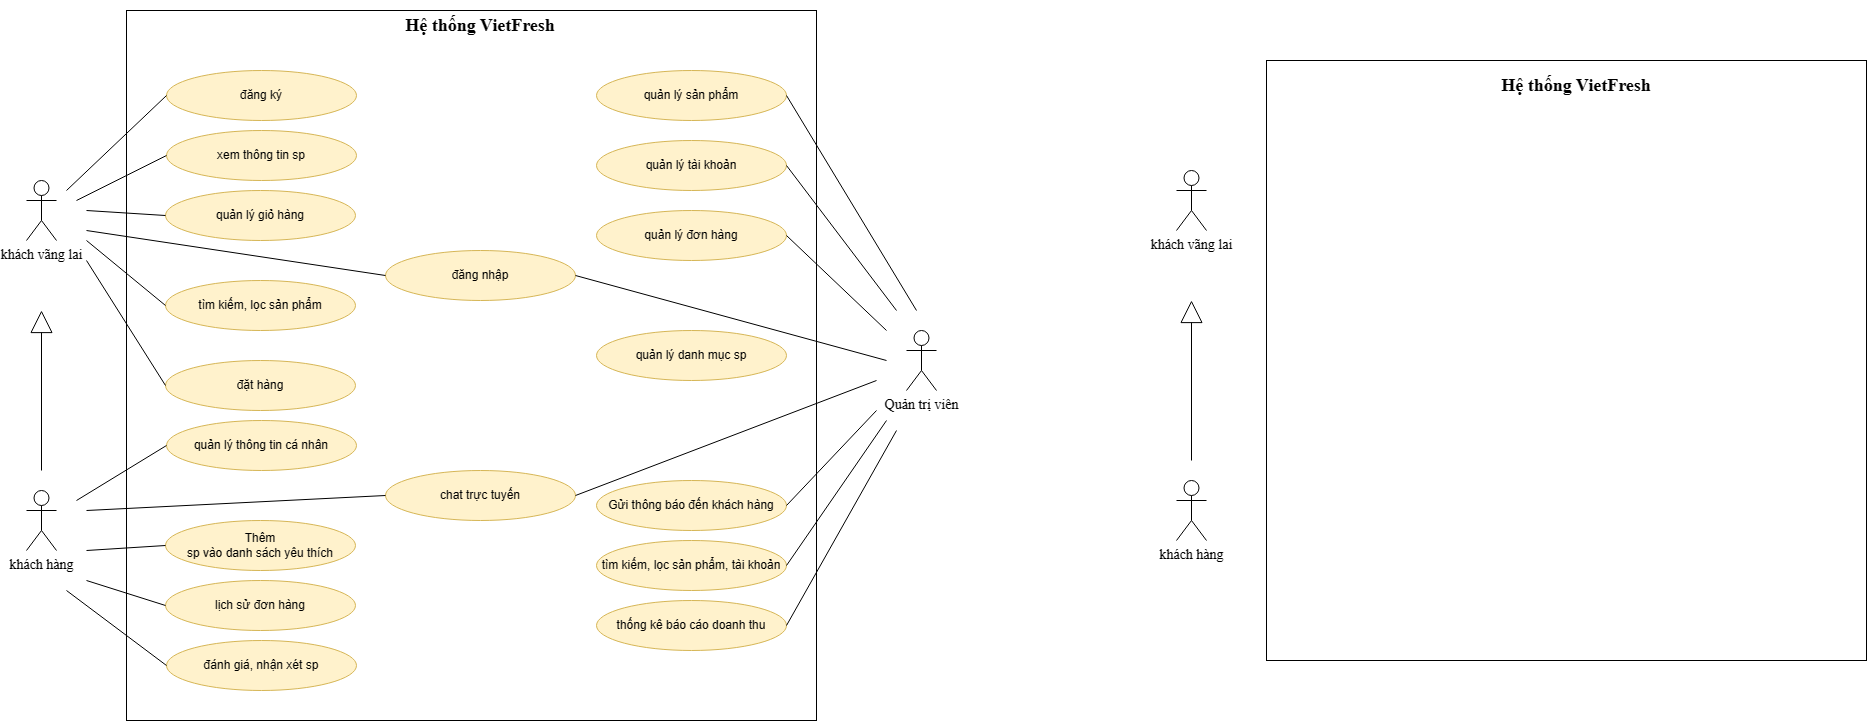 Hệ thống VietFresh
đăng ký
xem thông tin sp
quản lý giỏ hàng
khách vãng lai
đăng nhập
tìm kiếm, lọc sản phẩm
đặt hàng
quản lý thông tin cá nhân
chat trực tuyến
khách hàng
Thêm
sp vào danh sách yêu thích
lịch sử đơn hàng
đánh giá, nhận xét sp
quản lý sản phẩm
quản lý tài khoản
quản lý đơn hàng
quản lý danh mục sp
Quản trị viên
Gửi thông báo đến khách hàng
tìm kiếm, lọc sản phẩm, tài khoản
thống kê báo cáo doanh thu
Hệ thống VietFresh
khách vãng lai
khách hàng